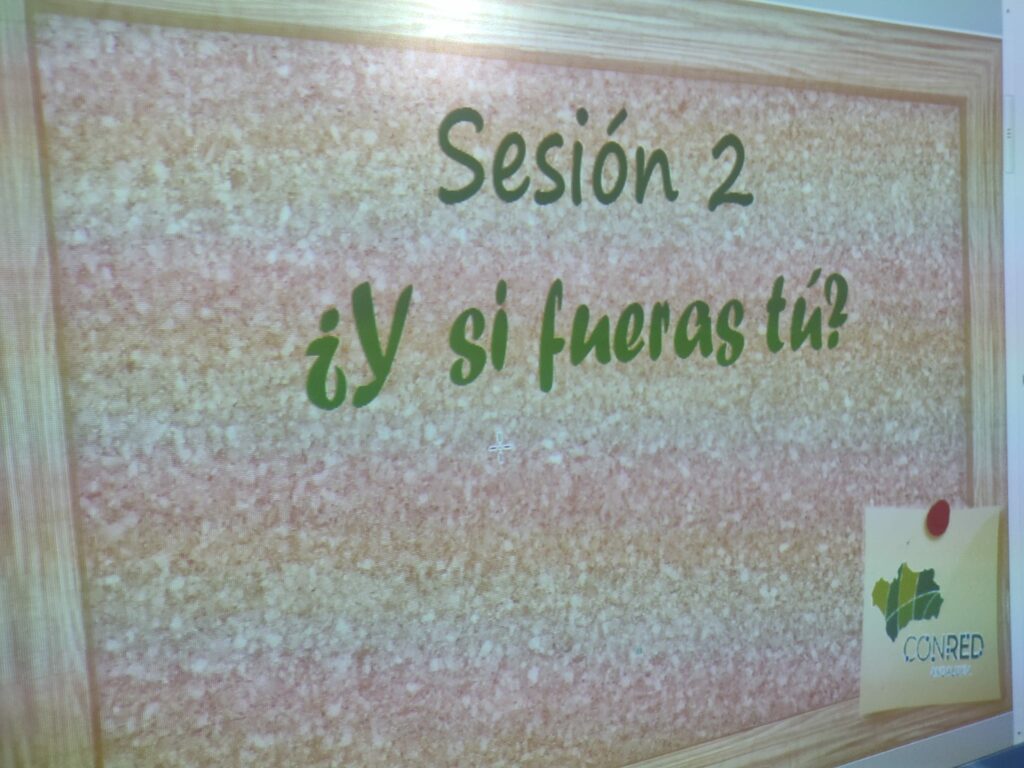 Sesión 2
¿Y si fueras tú?
CONRED